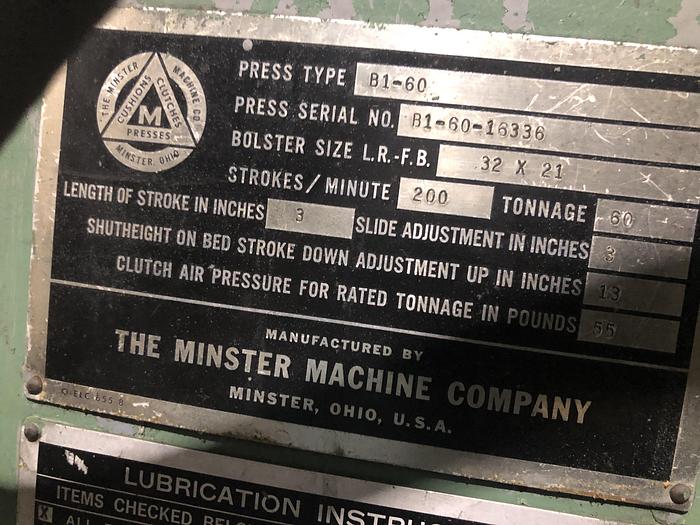 THE MINSTER MACHINE CO.
CUSHIONS CLUTCHES
M
PRESSES
MINSTER, OHIO
PRESS TYPE B1-60
PRESS SERIAL NO. B1-60-16336
BOLSTER SIZE L.R.-F.B. 32 X 21
STROKES/MINUTE 200 TONNAGE 60
LENGTH OF STROKE IN INCHES 3 SLIDE ADJUSTMENT IN INCHES 3
SHUTHEIGHT ON BED STROKE DOWN ADJUSTMENT UP IN INCHES 13
CLUTCH AIR PRESSURE FOR RATED TONNAGE IN POUNDS 55
MANUFACTURED BY
THE MINSTER MACHINE COMPANY
MINSTER, OHIO, U.S.A.
LUBRICATION
ITEMS CHECKED
X ALL